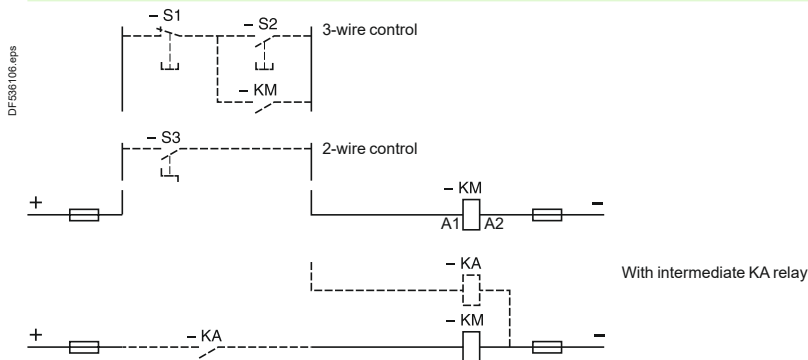 – S1
– S2
3-wire control
DF536106.eps
– KM
– S3
2-wire control
+
– KM
–
A1
A2
– KA
With intermediate KA relay
+
– KA
– KM
–